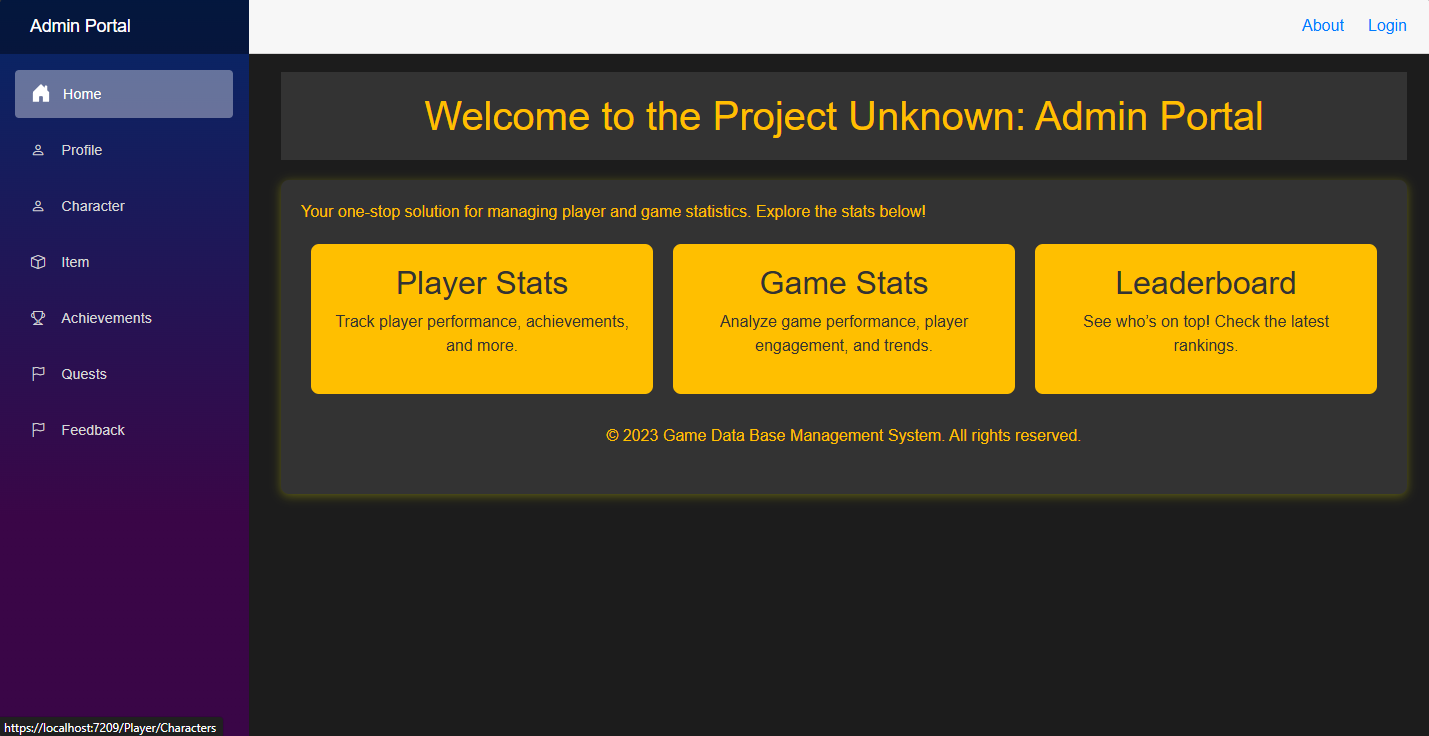 Admin Portal
About
Login
Home
Profile
Character
Item
Achievements
Quests
Feedback
Welcome to the Project Unknown: Admin Portal
Your one-stop solution for managing player and game statistics. Explore the stats below!
Player Stats
Track player performance, achievements,
and more.
Game Stats
Analyze game performance, player
engagement, and trends.
Leaderboard
See who’s on top! Check the latest
rankings.
© 2023 Game Data Base Management System. All rights reserved.
https://localhost:7209/Player/Characters